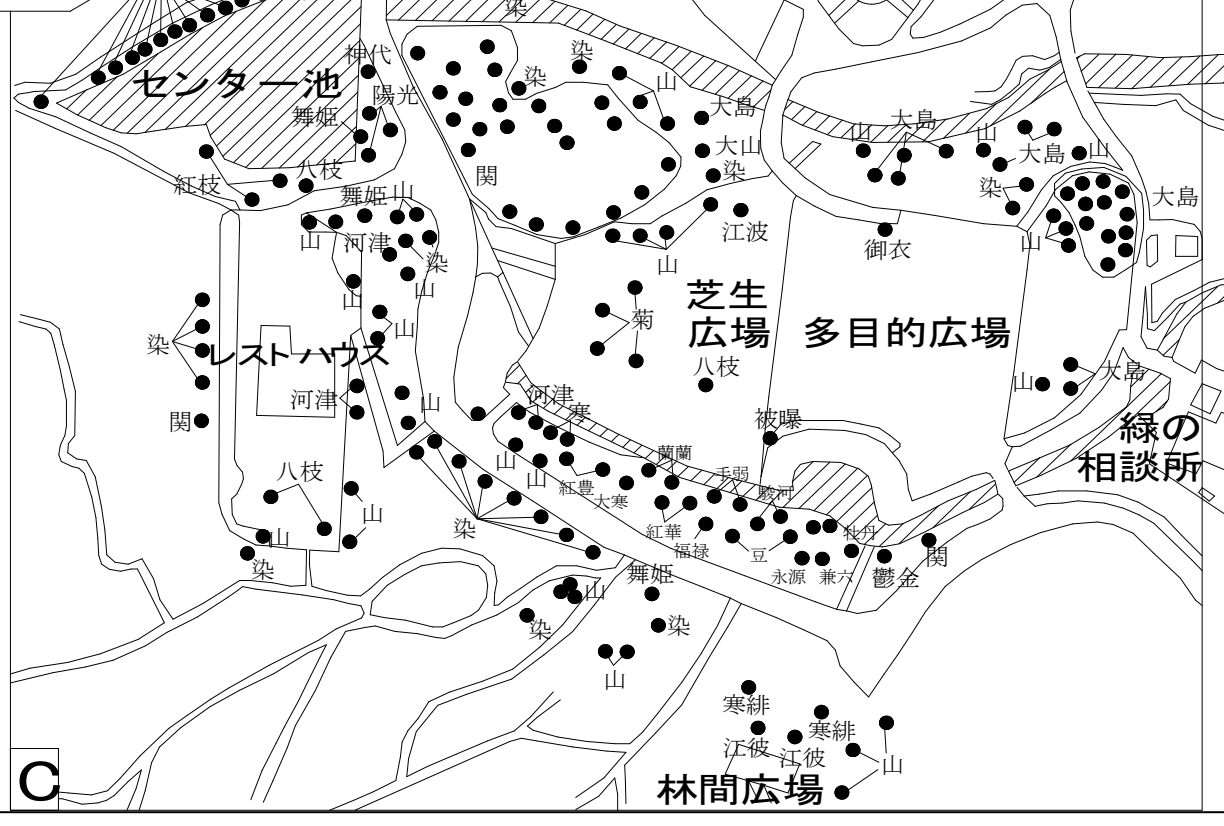 染
神代
染
山
センター池
染
陽光
大島
舞姫
山
大島
山
大島
山
大山
八枝
紅枝
関
染
染
大島
舞姫
山
江波
山
河津
染
山
御衣
山
山
山
芝生
広場
菊
多目的広場
山
染
レストハウス
八枝
山
大島
河津
山
河津
寒
関
被曝
緑の
相談所
山
山
蘭蘭
手弱
八枝
紅豊
大寒
駿河
山
染
紅華
福禄
豆
牡丹
山
染
永源
兼六
鬱金
関
舞姫
山
染
染
山
寒緋
寒緋
江彼
江彼
山
林間広場
C